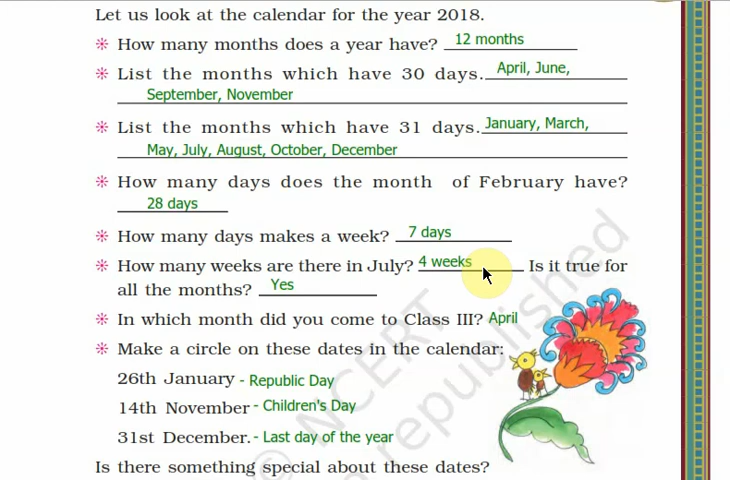 Let us look at the calendar for the year 2018.
How many months does a year have? 12 months
List the months which have 30 days. April, June,
September, November
List the months which have 31 days. January, March,
May, July, August, October, December
How many days does the month of February have?
28 days
How many days makes a week? 7 days
How many weeks are there in July? 4 weeks Is it true for
all the months? Yes
In which month did you come to Class III? April
Make a circle on these dates in the calendar:
26th January - Republic Day
14th November - Children's Day
31st December. - Last day of the year
Is there something special about these dates?
© NCERT
republished